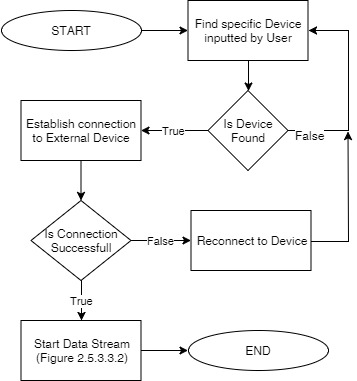 START
Find specific Device
inputted by User
Is Device
Found
True
False
Establish connection
to External Device
Is Connection
Successfull
False
Reconnect to Device
True
Start Data Stream
(Figure 2.5.3.3.2)
END